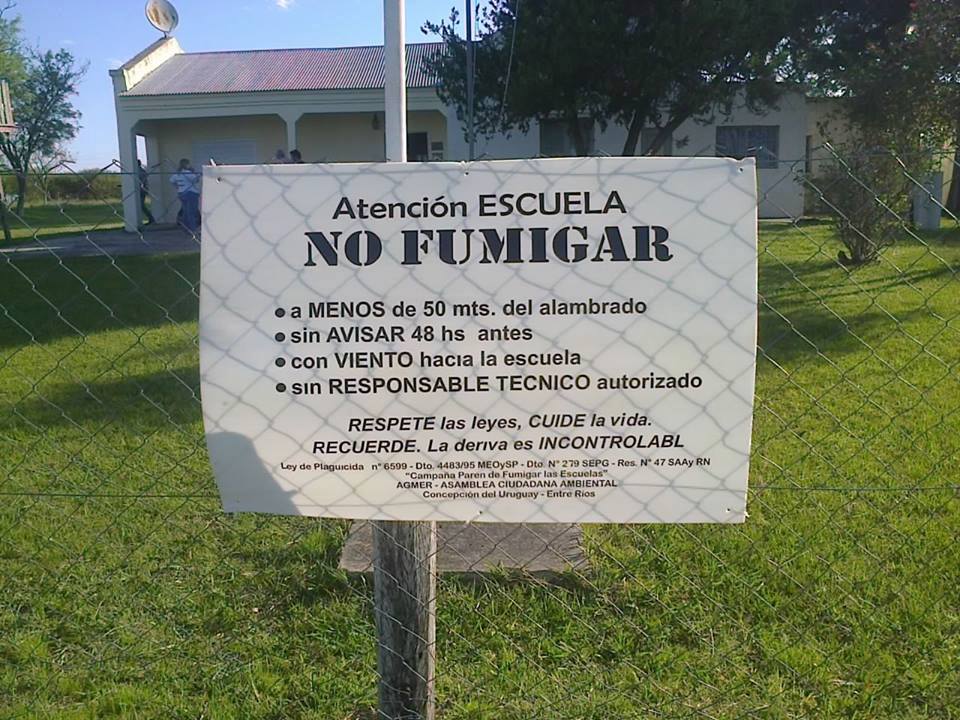 Atención ESCUELA
NO FUMIGAR
• a MENOS de 50 mts. del alambrado
• sin AVISAR 48 hs antes
• con VIENTO hacia la escuela
• sin RESPONSABLE TECNICO autorizado
RESPETE las leyes, CUIDE la vida.
RECUERDE. La deriva es INCONTROLABL
Ley de Plaguicida n° 6599 - Dto. 4483/95 MEOySP - Dto. N° 279 SEPG - Res. N° 47 SAAy RN
"Campaña Paren de Fumigar las Escuelas"
AGMER - ASAMBLEA CIUDADANA AMBIENTAL
Concepción del Uruguay - Entre Ríos